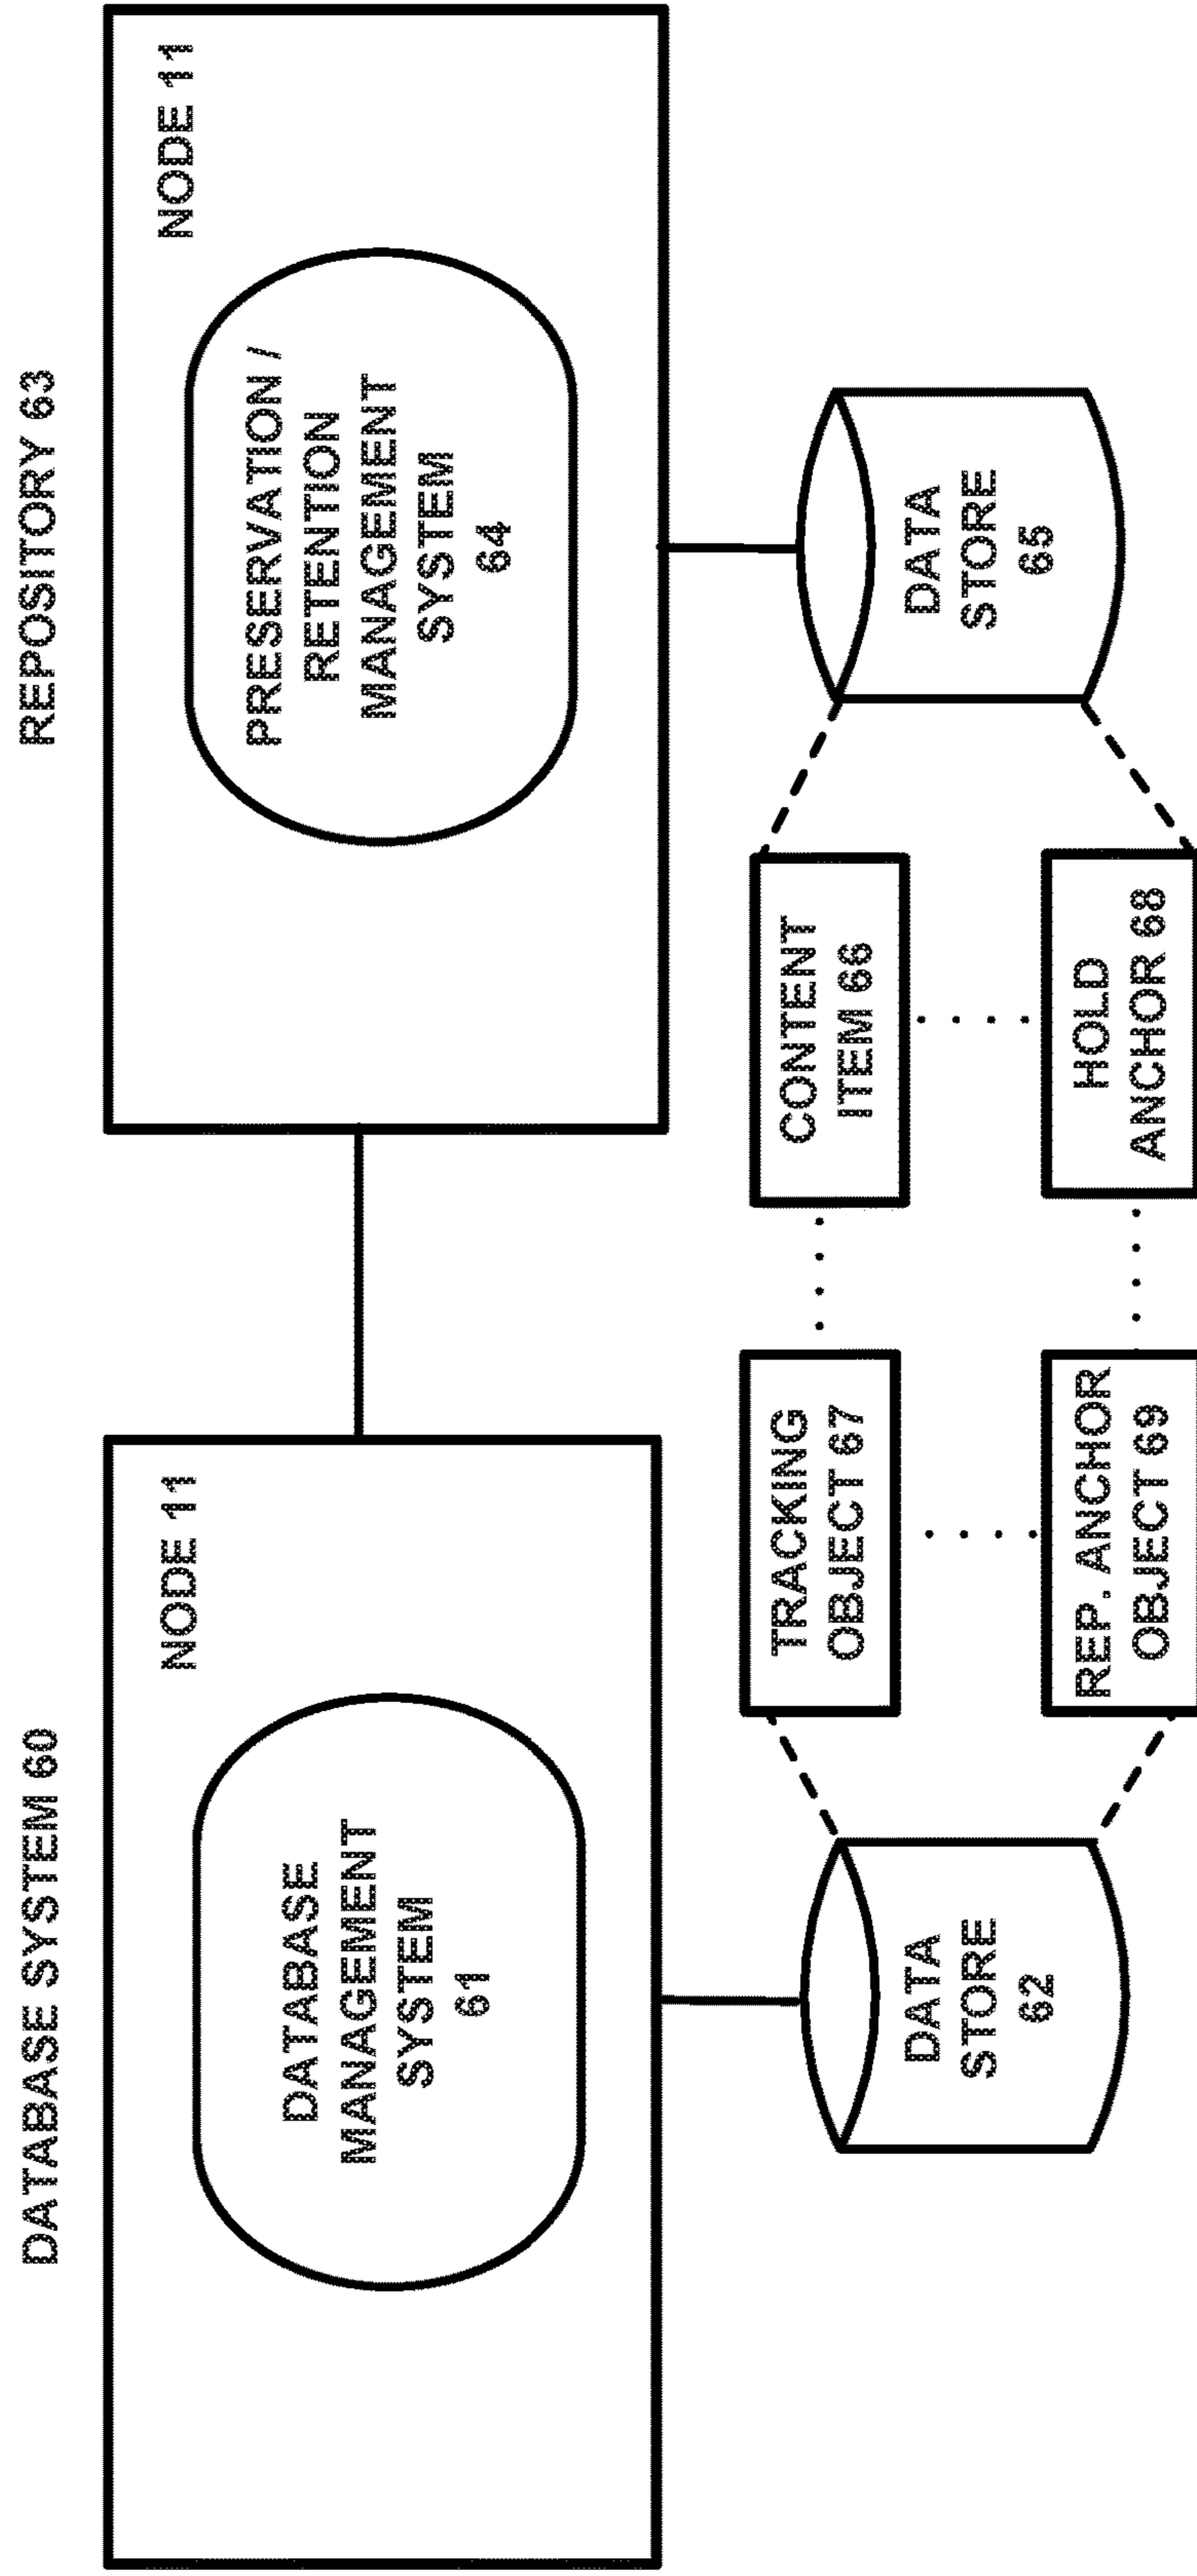 DATABASE SYSTEM 60
REPOSITORY 63
NODE 11
DATABASE
MANAGEMENT
SYSTEM
61
NODE 11
PRESERVATION /
RETENTION
MANAGEMENT
SYSTEM
64
DATA
STORE
62
TRACKING
OBJECT 67
REP. ANCHOR
OBJECT 69
CONTENT
ITEM 66
HOLD
ANCHOR 68
DATA
STORE
65